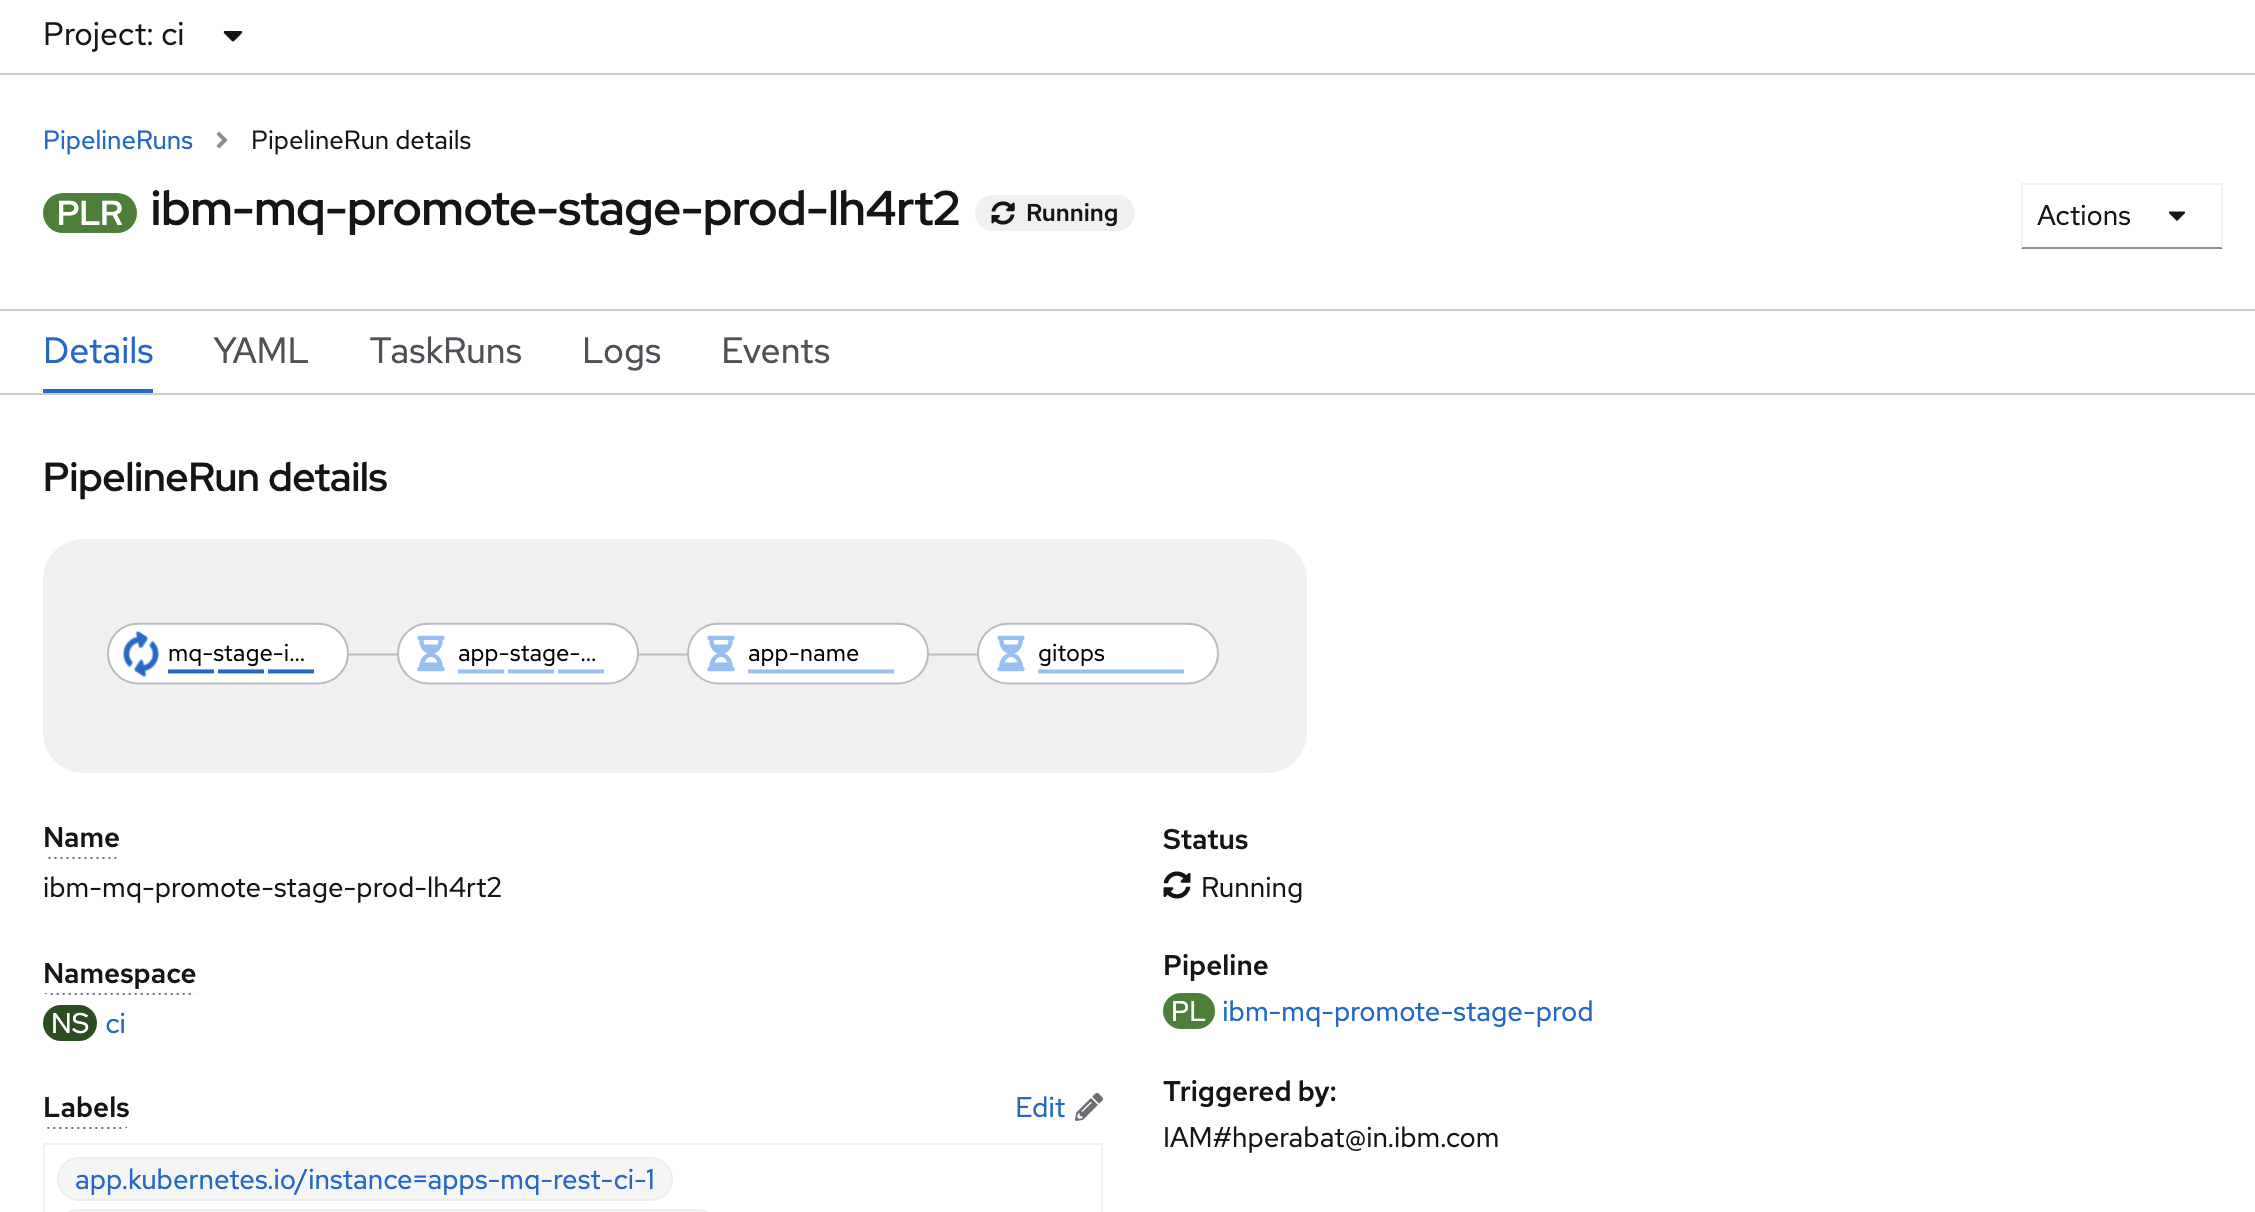 Project: ci
PipelineRuns PipelineRun details
PLR ibm-mq-promote-stage-prod-lh4rt2 Running
Actions
Details YAML TaskRuns Logs Events
PipelineRun details
mq-stage-i... app-stage-... app-name gitops
Name
ibm-mq-promote-stage-prod-lh4rt2
Status
Running
Namespace
NS ci
Pipeline
PL ibm-mq-promote-stage-prod
Labels
Edit
Triggered by:
IAM#hperabat@in.ibm.com
app.kubernetes.io/instance=apps-mq-rest-ci-1